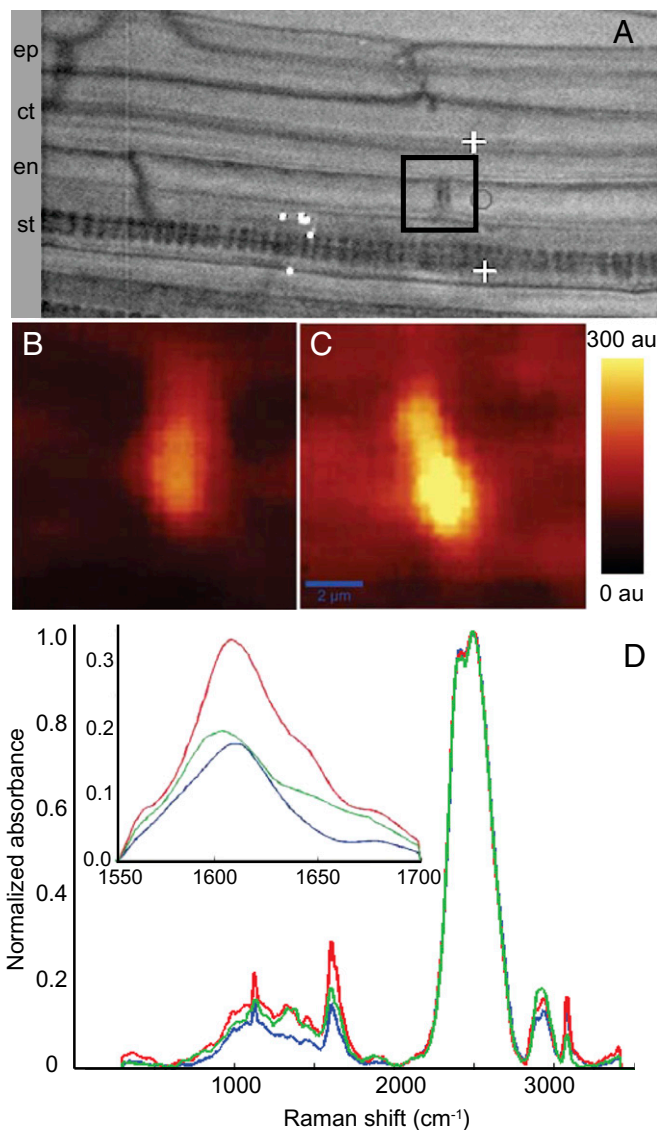 A
ep
ct
en
st
B
C
300 au
2 µm
0 au
D
1.0
0.8
0.6
0.4
0.2
0
Normalized absorbance
0.3
0.2
0.1
0.0
1550 1600 1650 1700
1000 2000 3000
Raman shift (cm⁻¹)